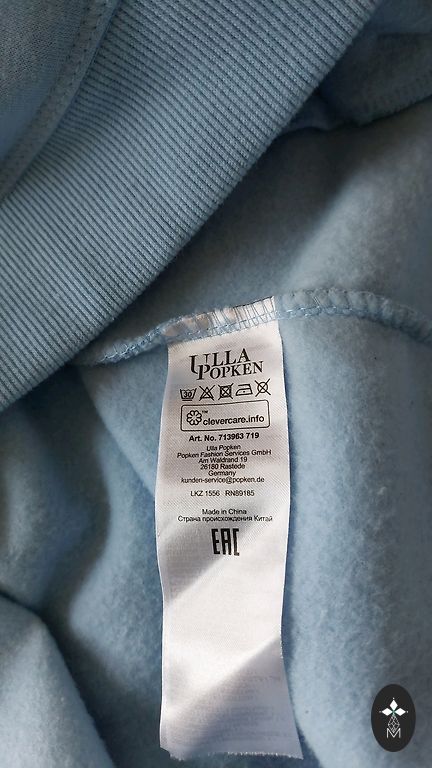 ULLA
POPKEN
30
™
clevercare.info
Art. No. 713963 719
Ulla Popken
Popken Fashion Services GmbH
Am Waldrand 19
26180 Rastede
Germany
kunden-service@popken.de
LKZ 1556 RN89185
Made in China
Страна происхождения Китай
EAC
M